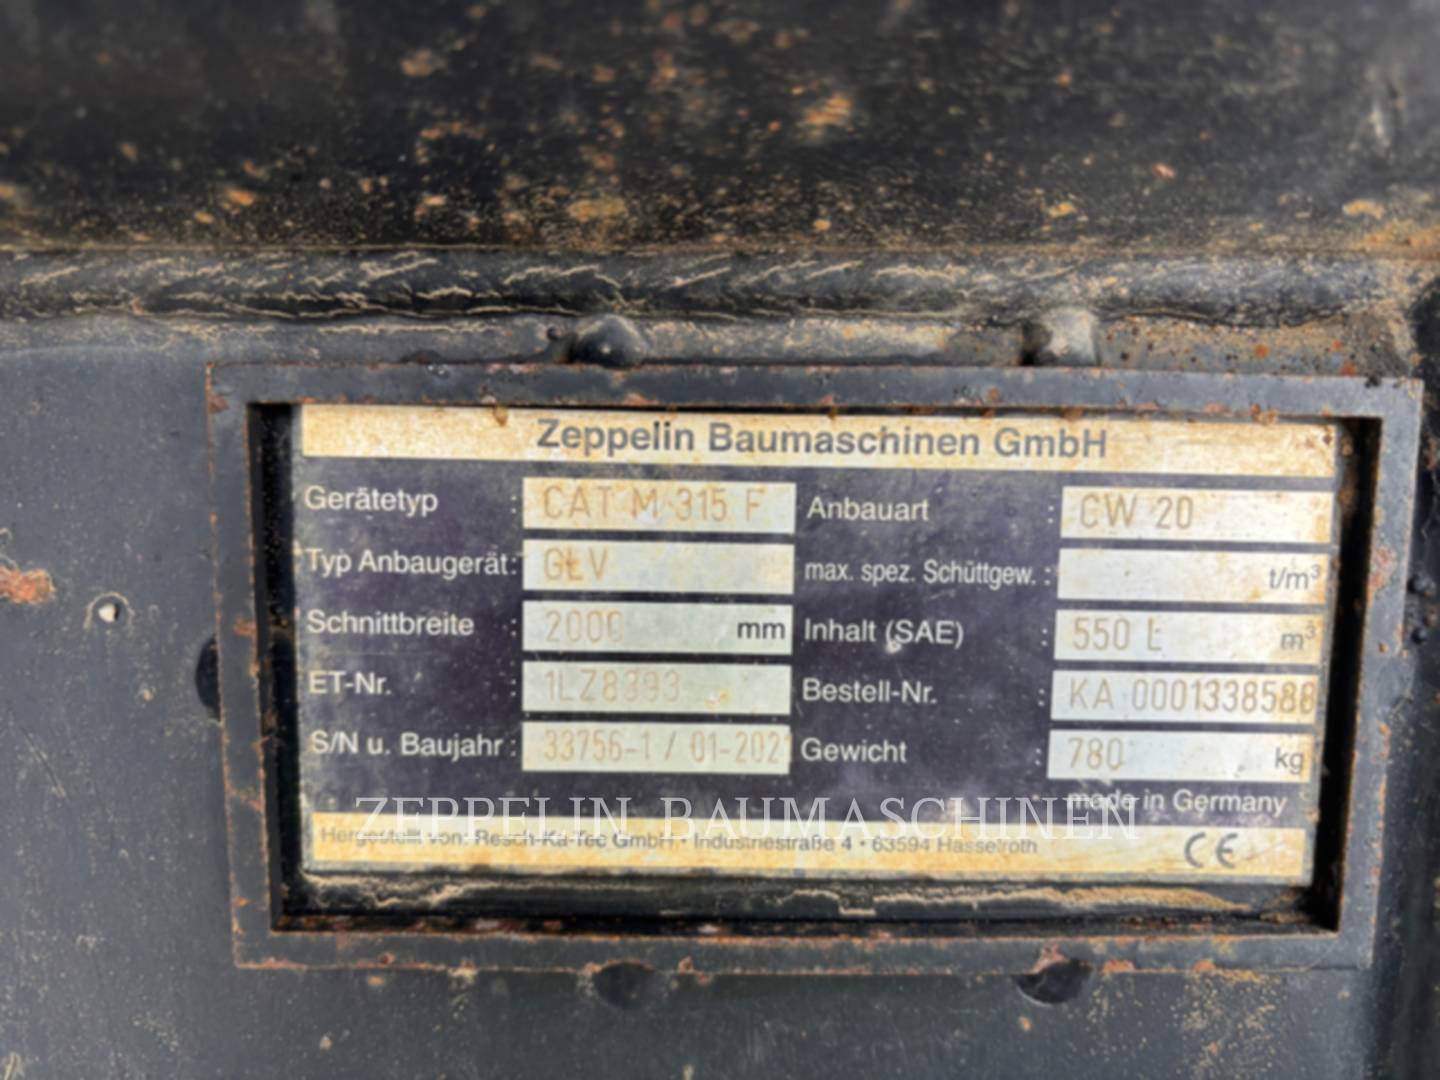 Zeppelin Baumaschinen GmbH
Gerätetyp : CAT M 315 F Anbauart : CW 20
Typ Anbaugerät: GLV max. spez. Schüttgew. : t/m³
Schnittbreite : 2000 mm Inhalt (SAE) : 550 L m³
ET-Nr. : 1LZ8393 Bestell-Nr. : KA 0001338588
S/N u. Baujahr : 33756-1 / 01-202 Gewicht : 780 kg
made in Germany
ZEPPELIN BAUMASCHINEN
Hergestellt von: Resch-Ka-Tec GmbH • Industriestraße 4 • 63594 Hasselroth CE